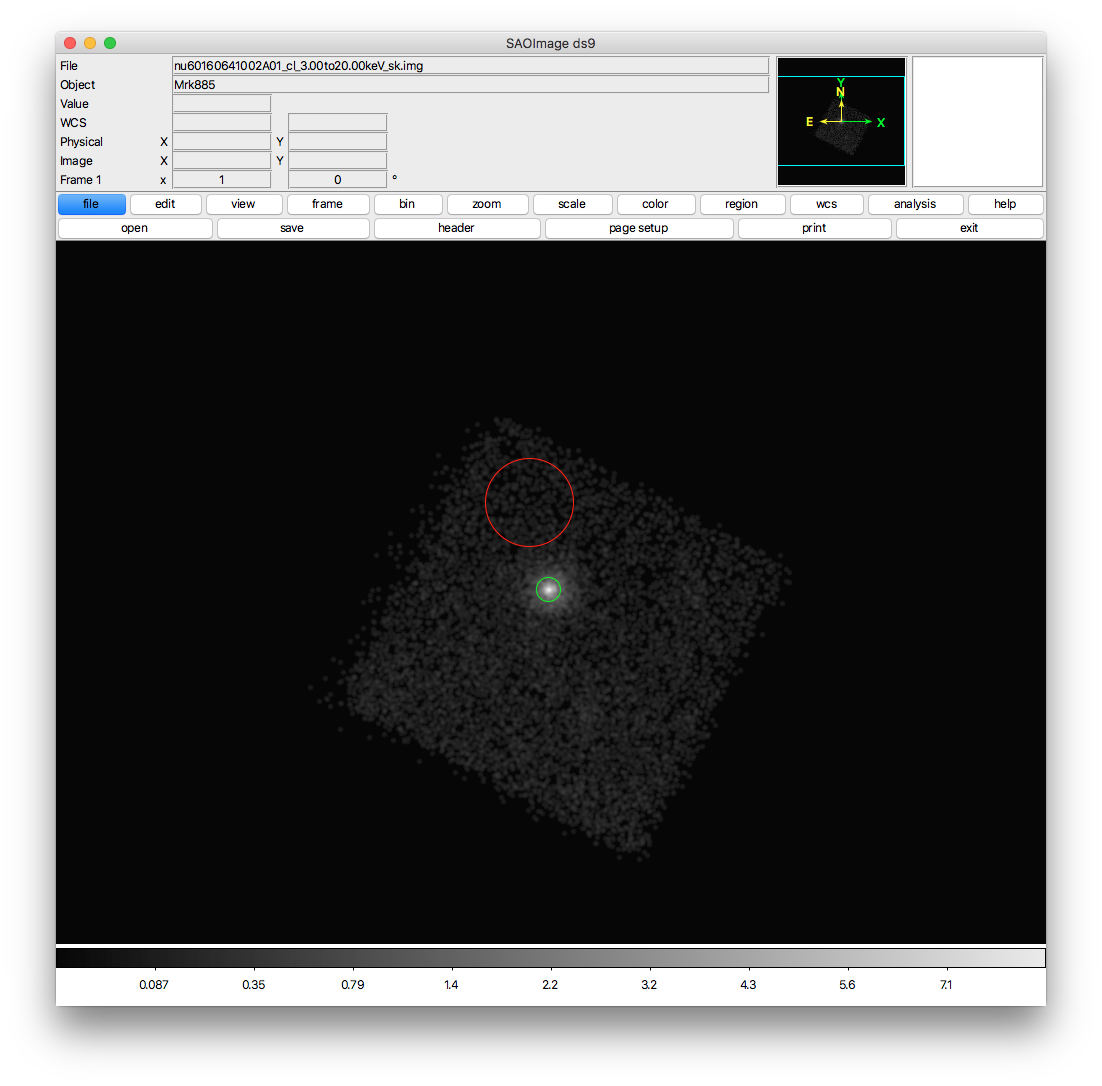 SAOImage ds9
File nu60160641002A01_cl_3.00to20.00keV_sk.img
Object Mrk885
Value
WCS
Physical X Y
Image X Y
Frame 1 x 1 0 °
Y
N
E X
file edit view frame bin zoom scale color region wcs analysis help
open save header page setup print exit
0.087 0.35 0.79 1.4 2.2 3.2 4.3 5.6 7.1